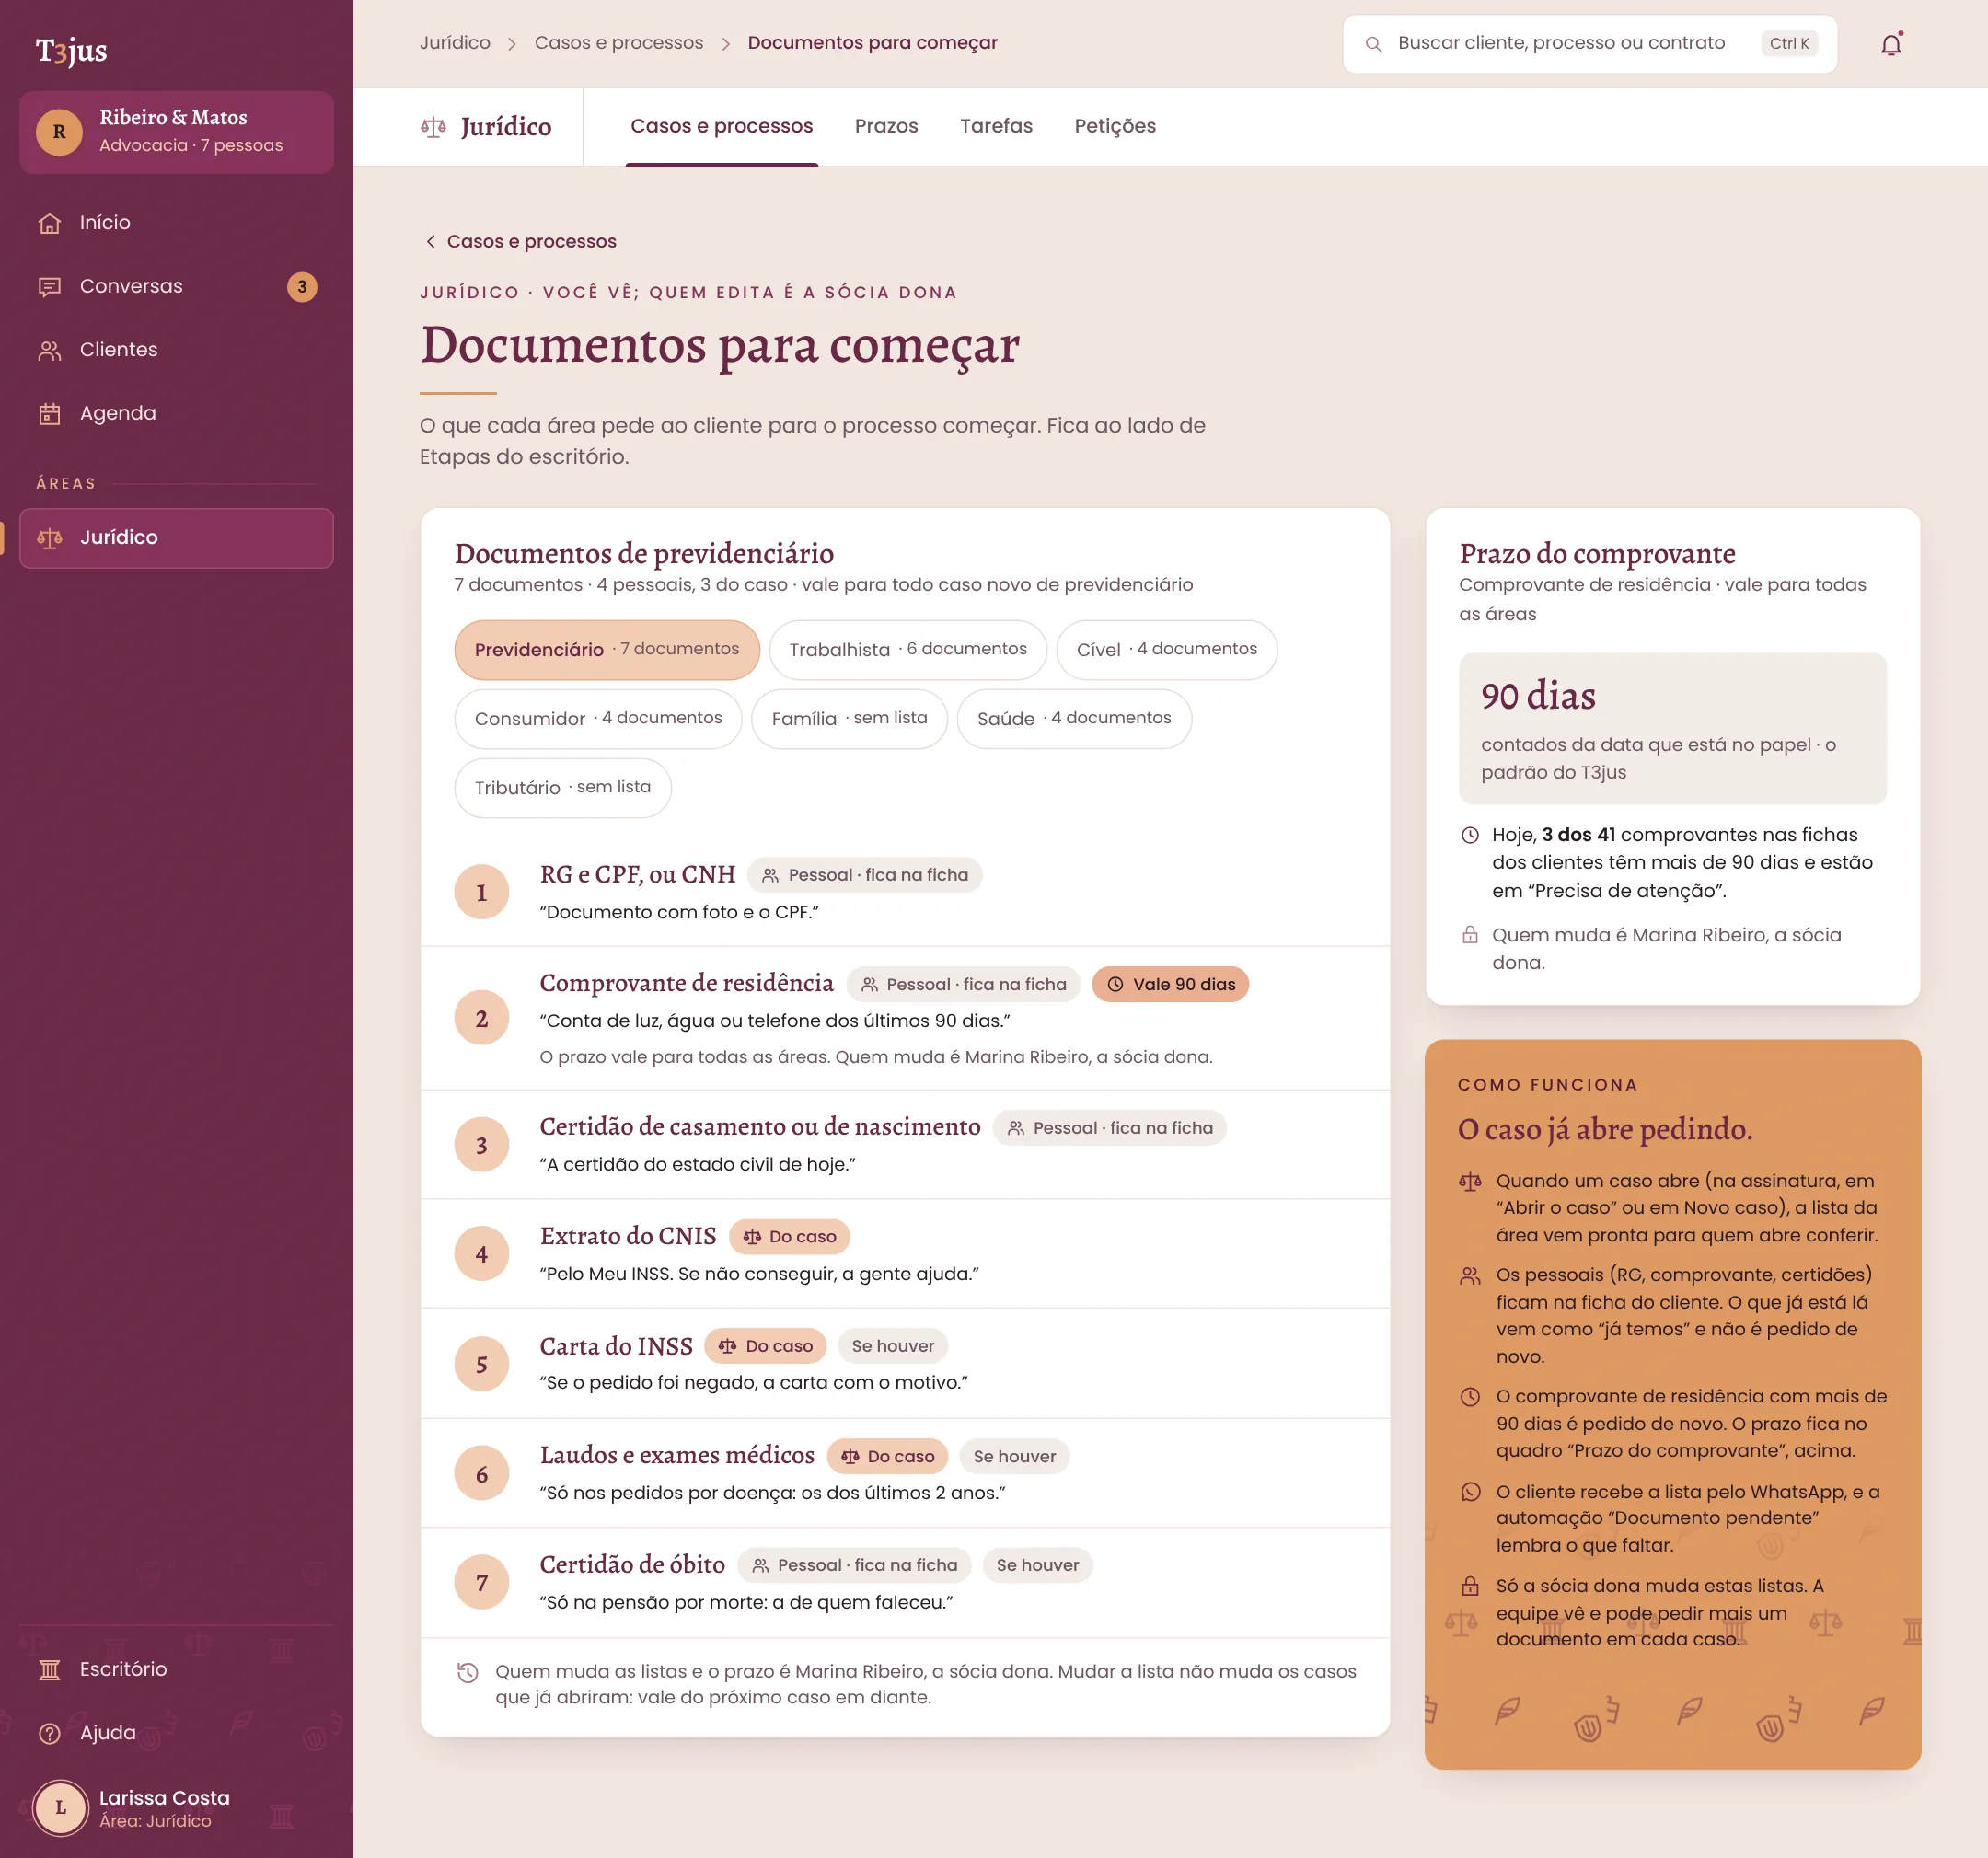 T3jus
R
Ribeiro & Matos
Advocacia · 7 pessoas
Início
Conversas
3
Clientes
Agenda
ÁREAS
Jurídico
Escritório
Ajuda
L
Larissa Costa
Área: Jurídico
Jurídico
Casos e processos
Documentos para começar
Buscar cliente, processo ou contrato
Ctrl K
Jurídico
Casos e processos
Prazos
Tarefas
Petições
Casos e processos
JURÍDICO · VOCÊ VÊ; QUEM EDITA É A SÓCIA DONA
Documentos para começar
O que cada área pede ao cliente para o processo começar. Fica ao lado de
Etapas do escritório.
Documentos de previdenciário
7 documentos · 4 pessoais, 3 do caso · vale para todo caso novo de previdenciário
Previdenciário · 7 documentos
Trabalhista · 6 documentos
Cível · 4 documentos
Consumidor · 4 documentos
Família · sem lista
Saúde · 4 documentos
Tributário · sem lista
1
RG e CPF, ou CNH
Pessoal · fica na ficha
“Documento com foto e o CPF.”
2
Comprovante de residência
Pessoal · fica na ficha
Vale 90 dias
“Conta de luz, água ou telefone dos últimos 90 dias.”
O prazo vale para todas as áreas. Quem muda é Marina Ribeiro, a sócia dona.
3
Certidão de casamento ou de nascimento
Pessoal · fica na ficha
“A certidão do estado civil de hoje.”
4
Extrato do CNIS
Do caso
“Pelo Meu INSS. Se não conseguir, a gente ajuda.”
5
Carta do INSS
Do caso
Se houver
“Se o pedido foi negado, a carta com o motivo.”
6
Laudos e exames médicos
Do caso
Se houver
“Só nos pedidos por doença: os dos últimos 2 anos.”
7
Certidão de óbito
Pessoal · fica na ficha
Se houver
“Só na pensão por morte: a de quem faleceu.”
Quem muda as listas e o prazo é Marina Ribeiro, a sócia dona. Mudar a lista não muda os casos
que já abriram: vale do próximo caso em diante.
Prazo do comprovante
Comprovante de residência · vale para todas
as áreas
90 dias
contados da data que está no papel · o
padrão do T3jus
Hoje, 3 dos 41 comprovantes nas fichas
dos clientes têm mais de 90 dias e estão
em “Precisa de atenção”.
Quem muda é Marina Ribeiro, a sócia
dona.
COMO FUNCIONA
O caso já abre pedindo.
Quando um caso abre (na assinatura, em
“Abrir o caso” ou em Novo caso), a lista da
área vem pronta para quem abre conferir.
Os pessoais (RG, comprovante, certidões)
ficam na ficha do cliente. O que já está lá
vem como “já temos” e não é pedido de
novo.
O comprovante de residência com mais de
90 dias é pedido de novo. O prazo fica no
quadro “Prazo do comprovante”, acima.
O cliente recebe a lista pelo WhatsApp, e a
automação “Documento pendente”
lembra o que faltar.
Só a sócia dona muda estas listas. A
equipe vê e pode pedir mais um
documento em cada caso.